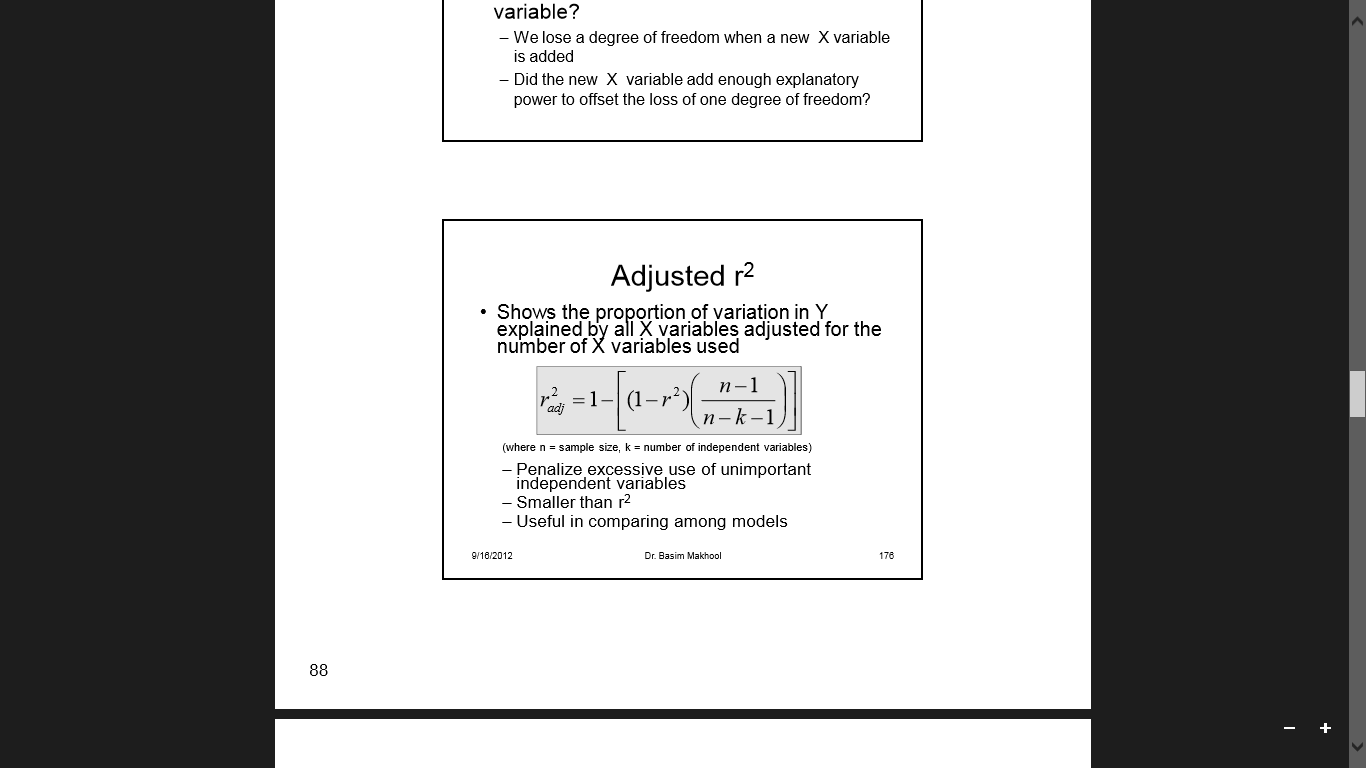 variable?
– We lose a degree of freedom when a new X variable
is added
– Did the new X variable add enough explanatory
power to offset the loss of one degree of freedom?
Adjusted r²
• Shows the proportion of variation in Y
explained by all X variables adjusted for the
number of X variables used
r²adj = 1 − [(1 − r²)((n − 1)/(n − k − 1))]
(where n = sample size, k = number of independent variables)
– Penalize excessive use of unimportant
independent variables
– Smaller than r²
– Useful in comparing among models
9/16/2012 Dr. Basim Makhool 176
88